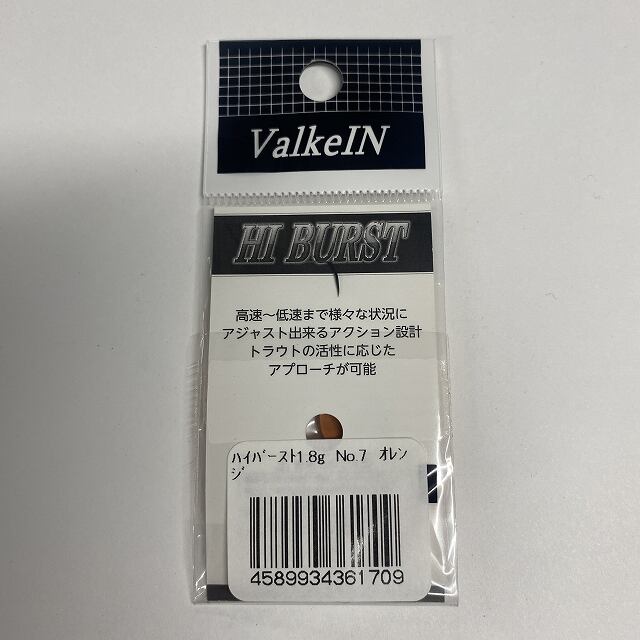 ValkeIN
HI BURST
高速～低速まで様々な状況に
アジャスト出来るアクション設計
トラウトの活性に応じた
アプローチが可能
ﾊｲﾊﾞｰｽﾄ1.8g No.7 ｵﾚﾝ
ｼﾞ
4589934361709